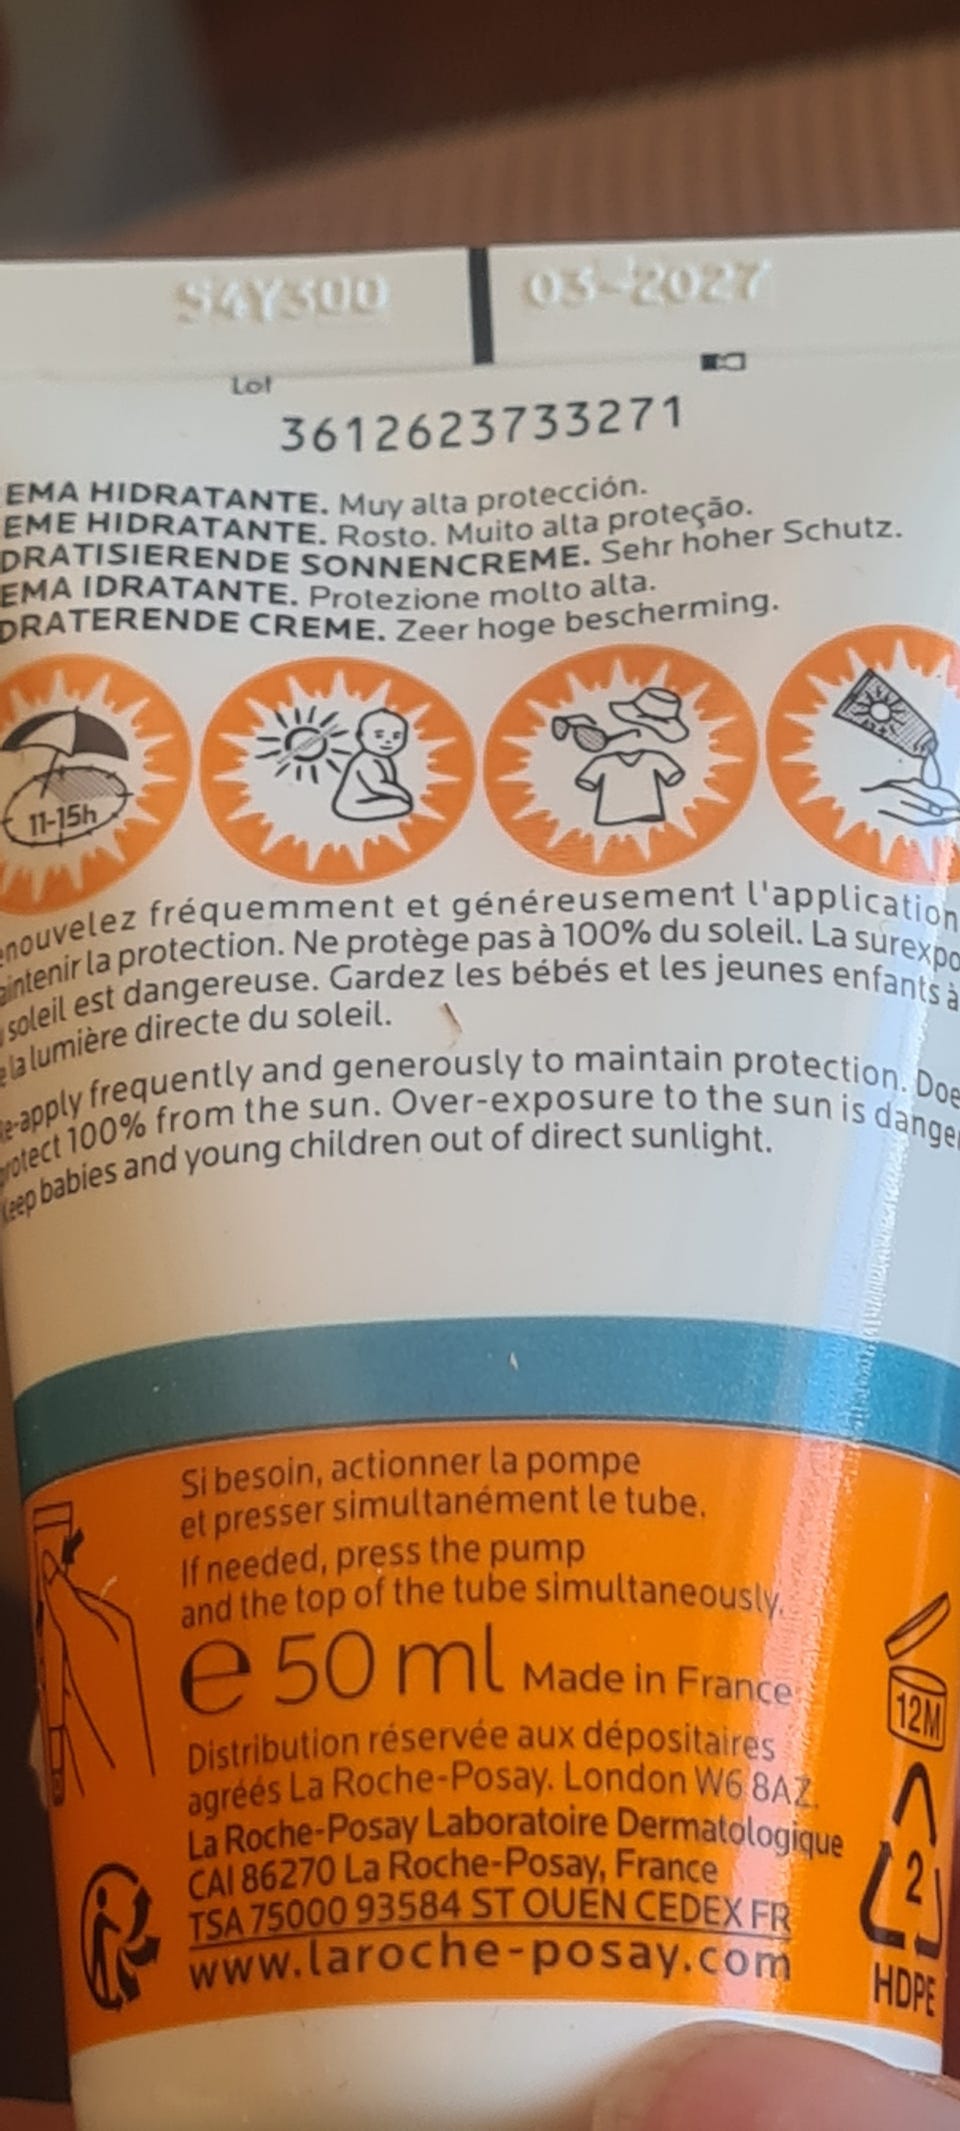 S4Y300 03-2027
Lot
3612623733271
EMA HIDRATANTE. Muy alta protección.
EME HIDRATANTE. Rosto. Muito alta proteção.
DRATISIERENDE SONNENCREME. Sehr hoher Schutz.
EMA IDRATANTE. Protezione molto alta.
DRATERENDE CREME. Zeer hoge bescherming.
11-15h
enouvelez fréquemment et généreusement l'application
aintenir la protection. Ne protège pas à 100% du soleil. La surexpo
soleil est dangereuse. Gardez les bébés et les jeunes enfants à
e la lumière directe du soleil.
e-apply frequently and generously to maintain protection. Doe
protect 100% from the sun. Over-exposure to the sun is danger
Keep babies and young children out of direct sunlight.
Si besoin, actionner la pompe
et presser simultanément le tube.
If needed, press the pump
and the top of the tube simultaneously.
e 50 ml Made in France
12M
Distribution réservée aux dépositaires
agréés La Roche-Posay. London W6 8AZ.
La Roche-Posay Laboratoire Dermatologique
CAI 86270 La Roche-Posay, France
TSA 75000 93584 ST OUEN CEDEX FR
www.laroche-posay.com
2
HDPE